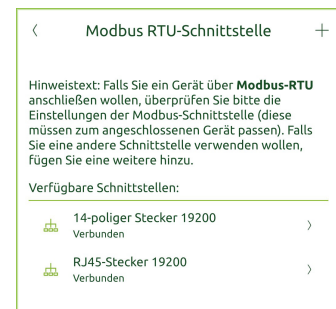 Modbus RTU-Schnittstelle
Hinweistext: Falls Sie ein Gerät über Modbus-RTU
anschließen wollen, überprüfen Sie bitte die
Einstellungen der Modbus-Schnittstelle (diese
müssen zum angeschlossenen Gerät passen). Falls
Sie eine andere Schnittstelle verwenden wollen,
fügen Sie eine weitere hinzu.
Verfügbare Schnittstellen:
14-poliger Stecker 19200
Verbunden
RJ45-Stecker 19200
Verbunden